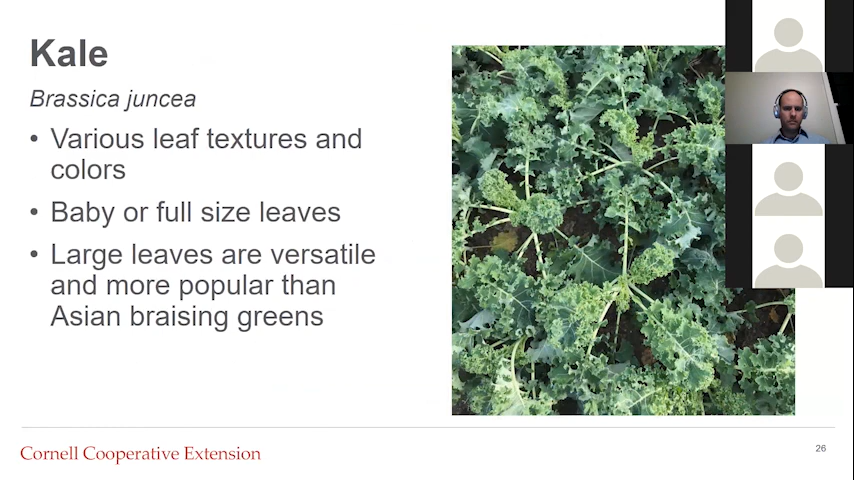 Kale
Brassica juncea
• Various leaf textures and
colors
• Baby or full size leaves
• Large leaves are versatile
and more popular than
Asian braising greens
Cornell Cooperative Extension
26